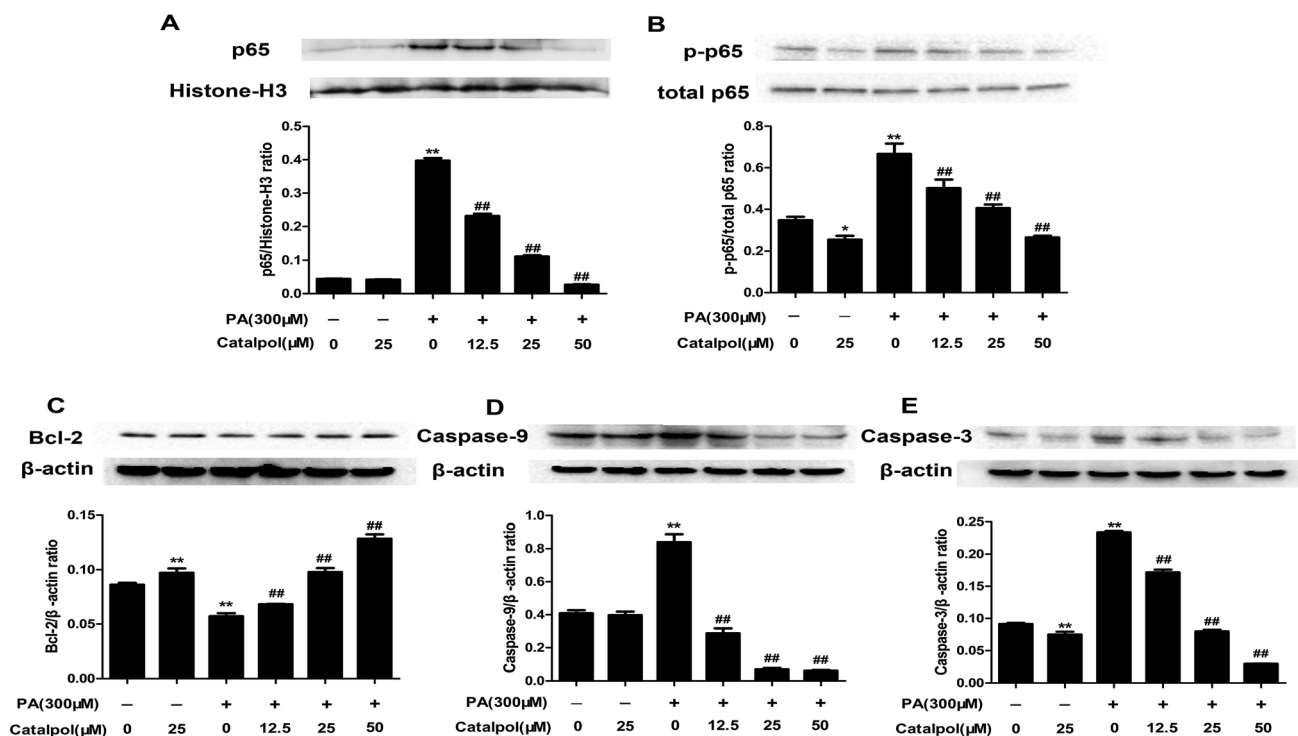 A
p65
Histone-H3
0.5
0.4
0.3
0.2
0.1
0.0
p65/Histone-H3 ratio
**
##
##
##
PA(300μM) – – + + + +
Catalpol(μM) 0 25 0 12.5 25 50
B
p-p65
total p65
0.8
0.6
0.4
0.2
0.0
p-p65/total p65 ratio
*
**
##
##
##
PA(300μM) – – + + + +
Catalpol(μM) 0 25 0 12.5 25 50
C
Bcl-2
β-actin
0.15
0.10
0.05
0.00
Bcl-2/β -actin ratio
**
**
##
##
##
PA(300μM) – – + + + +
Catalpol(μM) 0 25 0 12.5 25 50
D
Caspase-9
β-actin
1.0
0.8
0.6
0.4
0.2
0.0
Caspase-9/β -actin ratio
**
##
##
##
PA(300μM) – – + + + +
Catalpol(μM) 0 25 0 12.5 25 50
E
Caspase-3
β-actin
0.25
0.20
0.15
0.10
0.05
0.00
Caspase-3/β -actin ratio
**
**
##
##
##
PA(300μM) – – + + + +
Catalpol(μM) 0 25 0 12.5 25 50